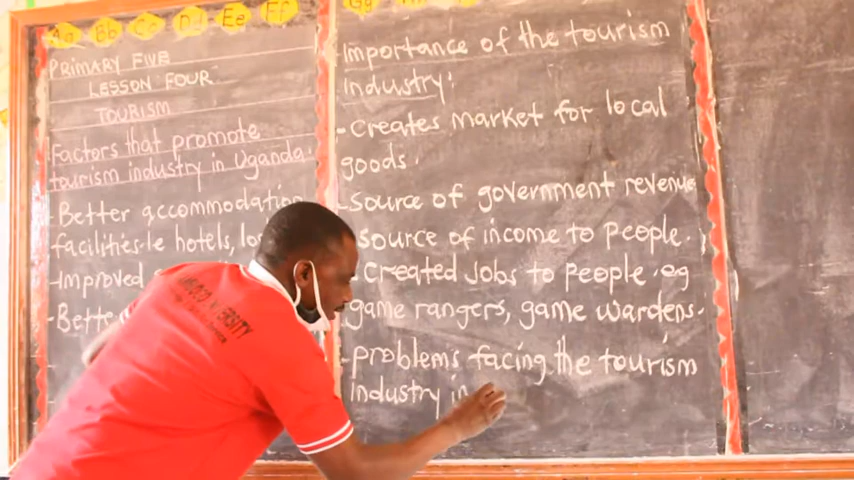 Aa Bb Cc Dd Ee Ff
PRIMARY FIVE
LESSON FOUR
TOURISM
Factors that promote
tourism industry in Uganda.
-Better accommodation
facilities.ie hotels,
-Improved
-Better
Gg
Importance of the tourism
industry:
-creates market for local
goods.
-source of government revenue
source of income to people.
created Jobs to people .eg
game rangers, game wardens.
-problems facing the tourism
industry in